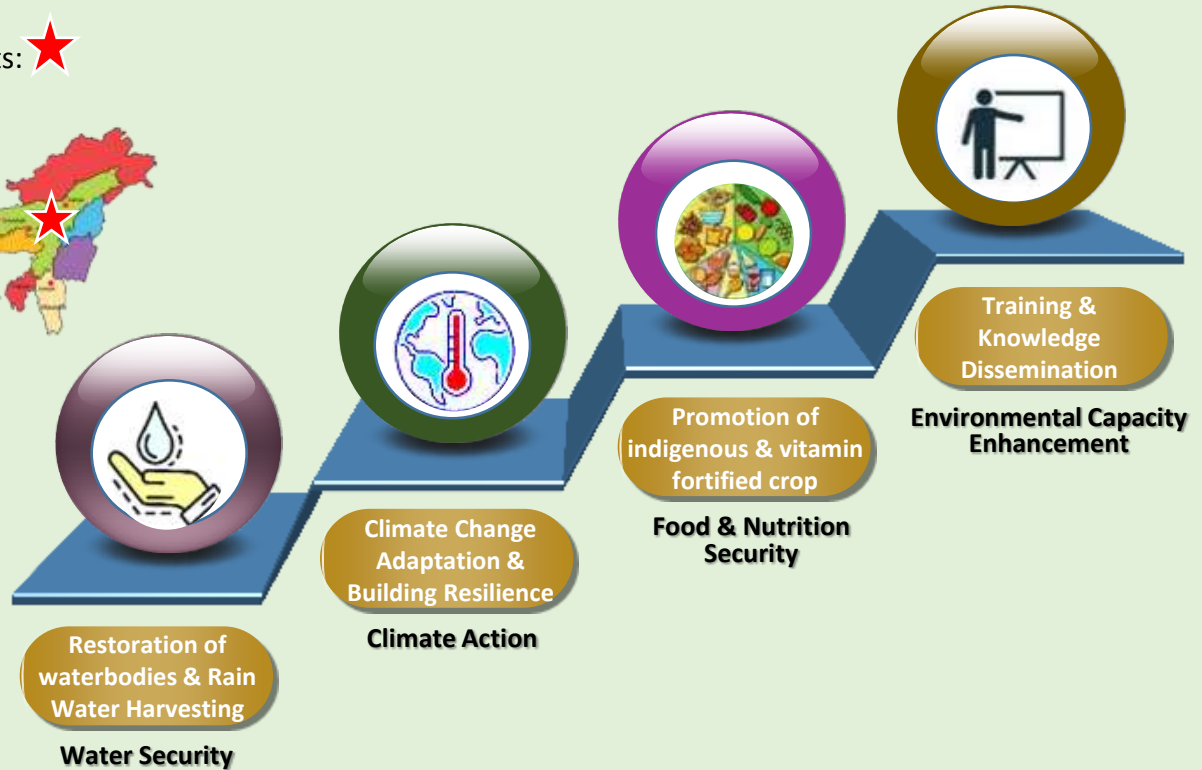 ts:
Restoration of
waterbodies & Rain
Water Harvesting
Water Security
Climate Change
Adaptation &
Building Resilience
Climate Action
Promotion of
indigenous & vitamin
fortified crop
Food & Nutrition
Security
Training &
Knowledge
Dissemination
Environmental Capacity
Enhancement